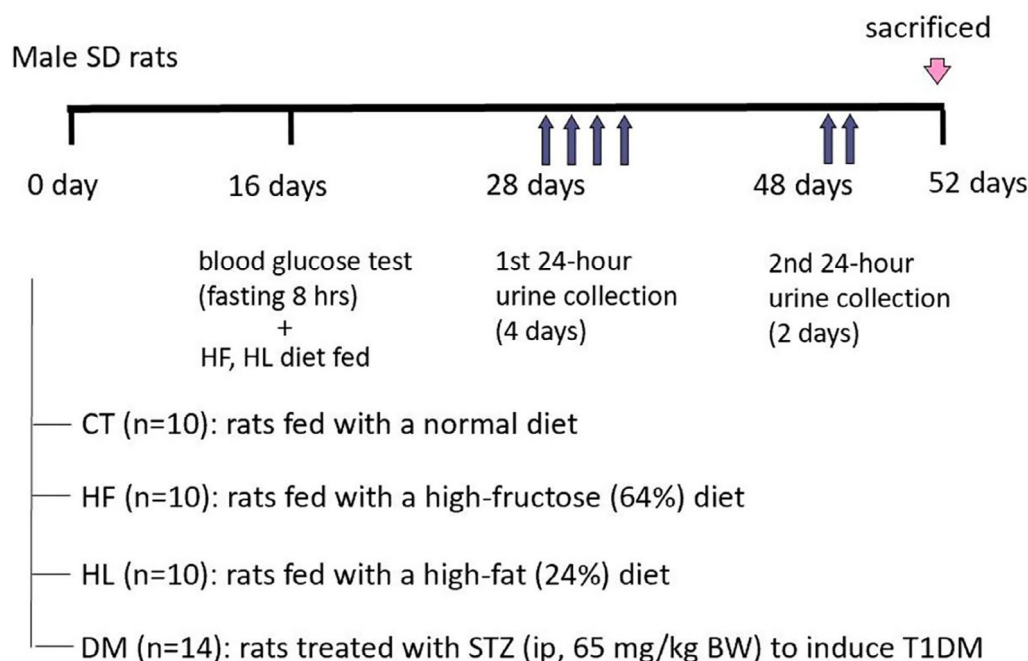 sacrificed
Male SD rats
0 day
16 days
28 days
48 days
52 days
blood glucose test
(fasting 8 hrs)
+
HF, HL diet fed
1st 24-hour
urine collection
(4 days)
2nd 24-hour
urine collection
(2 days)
CT (n=10): rats fed with a normal diet
HF (n=10): rats fed with a high-fructose (64%) diet
HL (n=10): rats fed with a high-fat (24%) diet
DM (n=14): rats treated with STZ (ip, 65 mg/kg BW) to induce T1DM